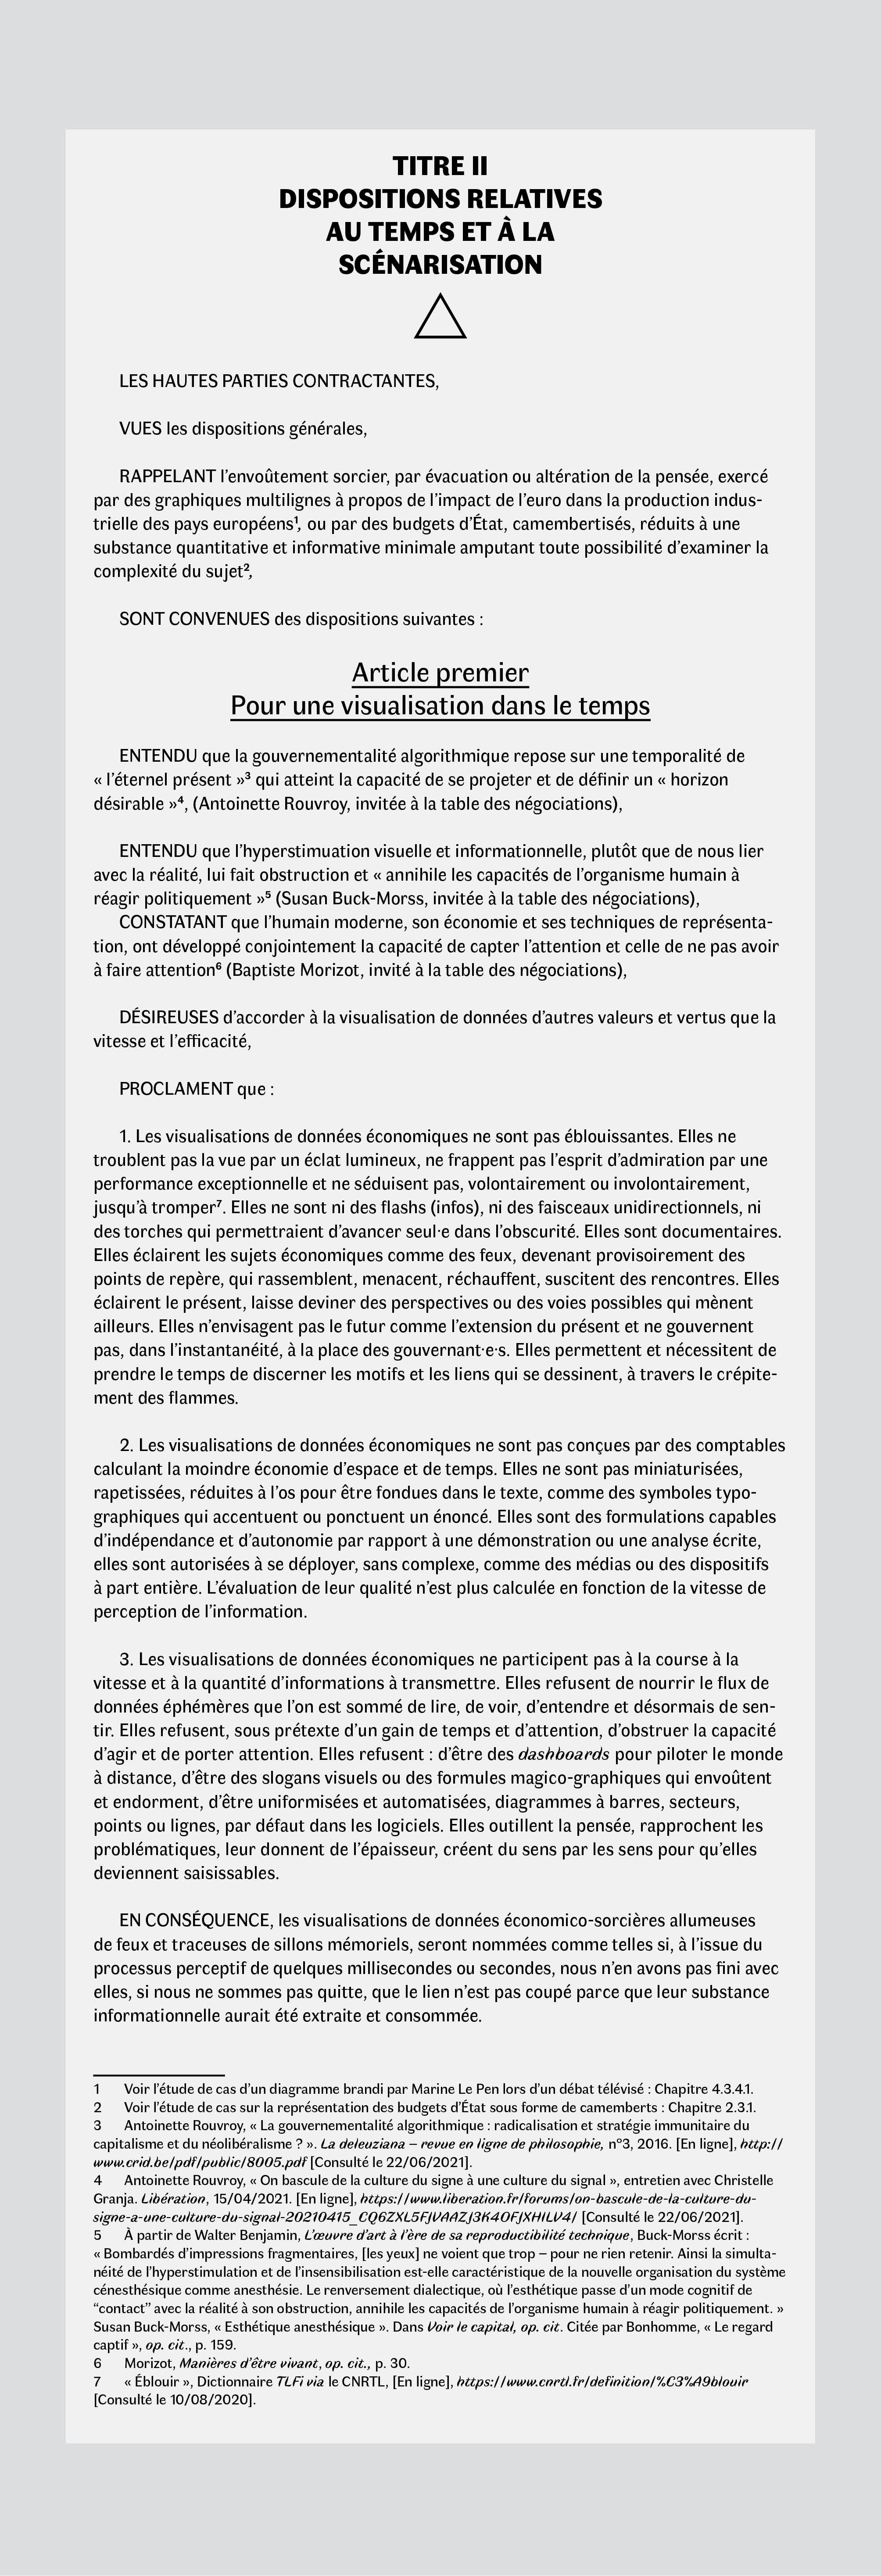 TITRE II
DISPOSITIONS RELATIVES
AU TEMPS ET À LA
SCÉNARISATION
LES HAUTES PARTIES CONTRACTANTES,
VUES les dispositions générales,
RAPPELANT l’envoûtement sorcier, par évacuation ou altération de la pensée, exercé
par des graphiques multilignes à propos de l’impact de l’euro dans la production indus-
trielle des pays européens¹, ou par des budgets d’État, camembertisés, réduits à une
substance quantitative et informative minimale amputant toute possibilité d’examiner la
complexité du sujet²,
SONT CONVENUES des dispositions suivantes :
Article premier
Pour une visualisation dans le temps
ENTENDU que la gouvernementalité algorithmique repose sur une temporalité de
« l’éternel présent »³ qui atteint la capacité de se projeter et de définir un « horizon
désirable »⁴, (Antoinette Rouvroy, invitée à la table des négociations),
ENTENDU que l’hyperstimuation visuelle et informationnelle, plutôt que de nous lier
avec la réalité, lui fait obstruction et « annihile les capacités de l’organisme humain à
réagir politiquement »⁵ (Susan Buck-Morss, invitée à la table des négociations),
CONSTATANT que l’humain moderne, son économie et ses techniques de représenta-
tion, ont développé conjointement la capacité de capter l’attention et celle de ne pas avoir
à faire attention⁶ (Baptiste Morizot, invité à la table des négociations),
DÉSIREUSES d’accorder à la visualisation de données d’autres valeurs et vertus que la
vitesse et l’efficacité,
PROCLAMENT que :
1. Les visualisations de données économiques ne sont pas éblouissantes. Elles ne
troublent pas la vue par un éclat lumineux, ne frappent pas l’esprit d’admiration par une
performance exceptionnelle et ne séduisent pas, volontairement ou involontairement,
jusqu’à tromper⁷. Elles ne sont ni des flashs (infos), ni des faisceaux unidirectionnels, ni
des torches qui permettraient d’avancer seul·e dans l’obscurité. Elles sont documentaires.
Elles éclairent les sujets économiques comme des feux, devenant provisoirement des
points de repère, qui rassemblent, menacent, réchauffent, suscitent des rencontres. Elles
éclairent le présent, laisse deviner des perspectives ou des voies possibles qui mènent
ailleurs. Elles n’envisagent pas le futur comme l’extension du présent et ne gouvernent
pas, dans l’instantanéité, à la place des gouvernant·e·s. Elles permettent et nécessitent de
prendre le temps de discerner les motifs et les liens qui se dessinent, à travers le crépite-
ment des flammes.
2. Les visualisations de données économiques ne sont pas conçues par des comptables
calculant la moindre économie d’espace et de temps. Elles ne sont pas miniaturisées,
rapetissées, réduites à l’os pour être fondues dans le texte, comme des symboles typo-
graphiques qui accentuent ou ponctuent un énoncé. Elles sont des formulations capables
d’indépendance et d’autonomie par rapport à une démonstration ou une analyse écrite,
elles sont autorisées à se déployer, sans complexe, comme des médias ou des dispositifs
à part entière. L’évaluation de leur qualité n’est plus calculée en fonction de la vitesse de
perception de l’information.
3. Les visualisations de données économiques ne participent pas à la course à la
vitesse et à la quantité d’informations à transmettre. Elles refusent de nourrir le flux de
données éphémères que l’on est sommé de lire, de voir, d’entendre et désormais de sen-
tir. Elles refusent, sous prétexte d’un gain de temps et d’attention, d’obstruer la capacité
d’agir et de porter attention. Elles refusent : d’être des dashboards pour piloter le monde
à distance, d’être des slogans visuels ou des formules magico-graphiques qui envoûtent
et endorment, d’être uniformisées et automatisées, diagrammes à barres, secteurs,
points ou lignes, par défaut dans les logiciels. Elles outillent la pensée, rapprochent les
problématiques, leur donnent de l’épaisseur, créent du sens par les sens pour qu’elles
deviennent saisissables.
EN CONSÉQUENCE, les visualisations de données économico-sorcières allumeuses
de feux et traceuses de sillons mémoriels, seront nommées comme telles si, à l’issue du
processus perceptif de quelques millisecondes ou secondes, nous n’en avons pas fini avec
elles, si nous ne sommes pas quitte, que le lien n’est pas coupé parce que leur substance
informationnelle aurait été extraite et consommée.
1 Voir l’étude de cas d’un diagramme brandi par Marine Le Pen lors d’un débat télévisé : Chapitre 4.3.4.1.
2 Voir l’étude de cas sur la représentation des budgets d’État sous forme de camemberts : Chapitre 2.3.1.
3 Antoinette Rouvroy, « La gouvernementalité algorithmique : radicalisation et stratégie immunitaire du
capitalisme et du néolibéralisme ? ». La deleuziana – revue en ligne de philosophie, n°3, 2016. [En ligne], http://
www.crid.be/pdf/public/8005.pdf [Consulté le 22/06/2021].
4 Antoinette Rouvroy, « On bascule de la culture du signe à une culture du signal », entretien avec Christelle
Granja. Libération, 15/04/2021. [En ligne], https://www.liberation.fr/forums/on-bascule-de-la-culture-du-
signe-a-une-culture-du-signal-20210415_CQ6ZXL5FJVAAZJ3K4OFJXHILV4/ [Consulté le 22/06/2021].
5 À partir de Walter Benjamin, L’œuvre d’art à l’ère de sa reproductibilité technique, Buck-Morss écrit :
« Bombardés d’impressions fragmentaires, [les yeux] ne voient que trop – pour ne rien retenir. Ainsi la simulta-
néité de l’hyperstimulation et de l’insensibilisation est-elle caractéristique de la nouvelle organisation du système
cénesthésique comme anesthésie. Le renversement dialectique, où l’esthétique passe d’un mode cognitif de
“contact” avec la réalité à son obstruction, annihile les capacités de l’organisme humain à réagir politiquement. »
Susan Buck-Morss, « Esthétique anesthésique ». Dans Voir le capital, op. cit. Citée par Bonhomme, « Le regard
captif », op. cit., p. 159.
6 Morizot, Manières d’être vivant, op. cit., p. 30.
7 « Éblouir », Dictionnaire TLFi via le CNRTL, [En ligne], https://www.cnrtl.fr/definition/%C3%A9blouir
[Consulté le 10/08/2020].